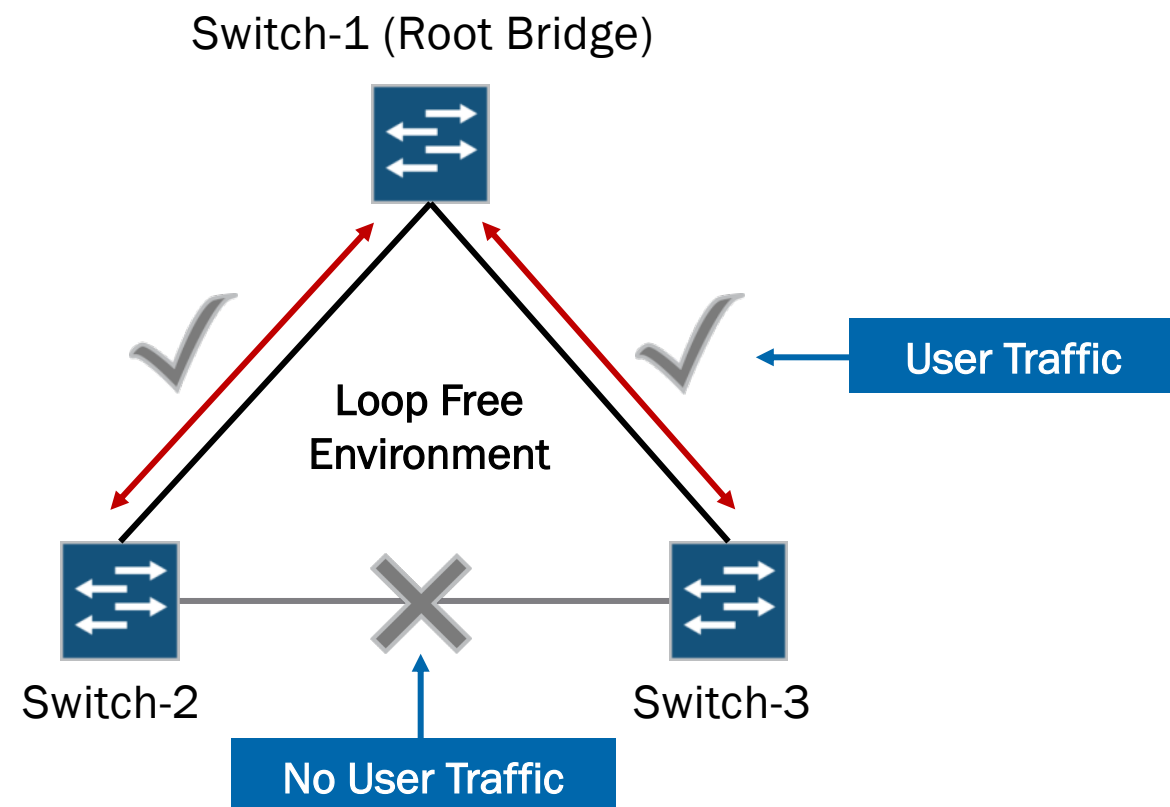 Switch-1 (Root Bridge)
User Traffic
Loop Free
Environment
Switch-2
Switch-3
No User Traffic